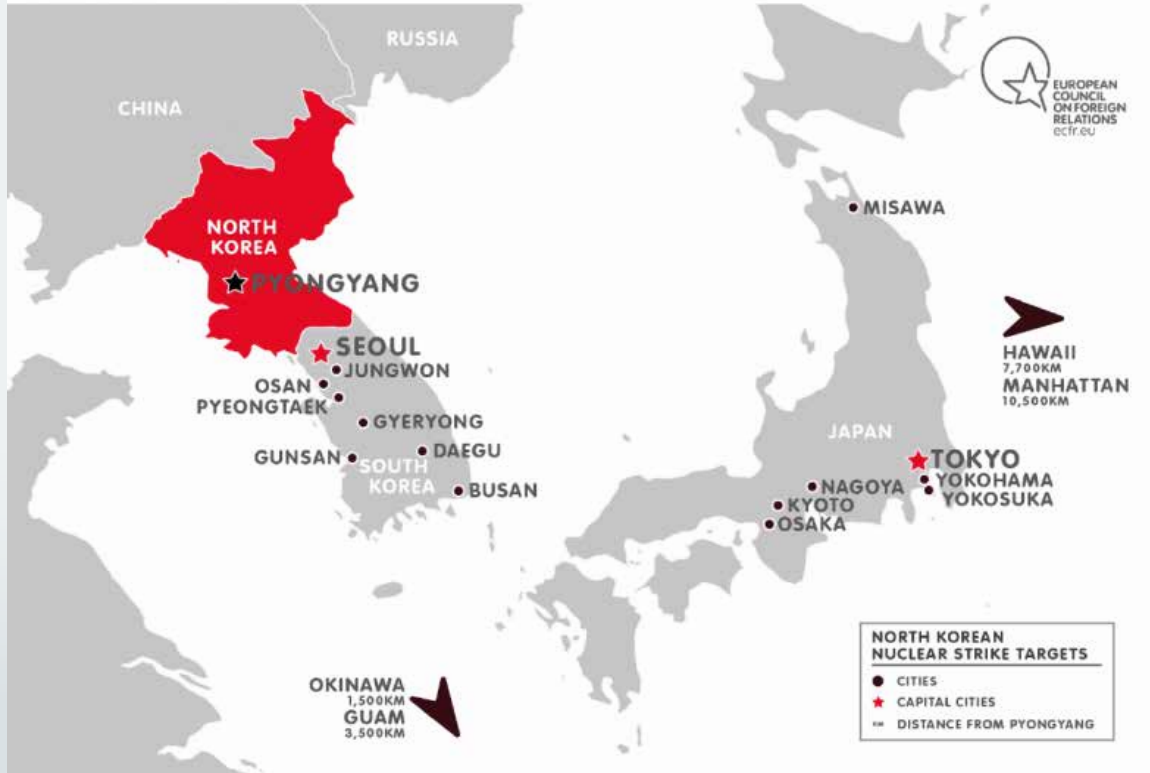 RUSSIA
CHINA
EUROPEAN
COUNCIL
ON FOREIGN
RELATIONS
ecfr.eu
MISAWA
NORTH
KOREA
PYONGYANG
HAWAII
7,700KM
MANHATTAN
10,500KM
SEOUL
JUNGWON
OSAN
PYEONGTAEK
GYERYONG
DAEGU
GUNSAN
SOUTH
KOREA
BUSAN
JAPAN
TOKYO
YOKOHAMA
YOKOSUKA
NAGOYA
KYOTO
OSAKA
OKINAWA
1,500KM
GUAM
3,500KM
NORTH KOREAN
NUCLEAR STRIKE TARGETS
CITIES
CAPITAL CITIES
KM DISTANCE FROM PYONGYANG